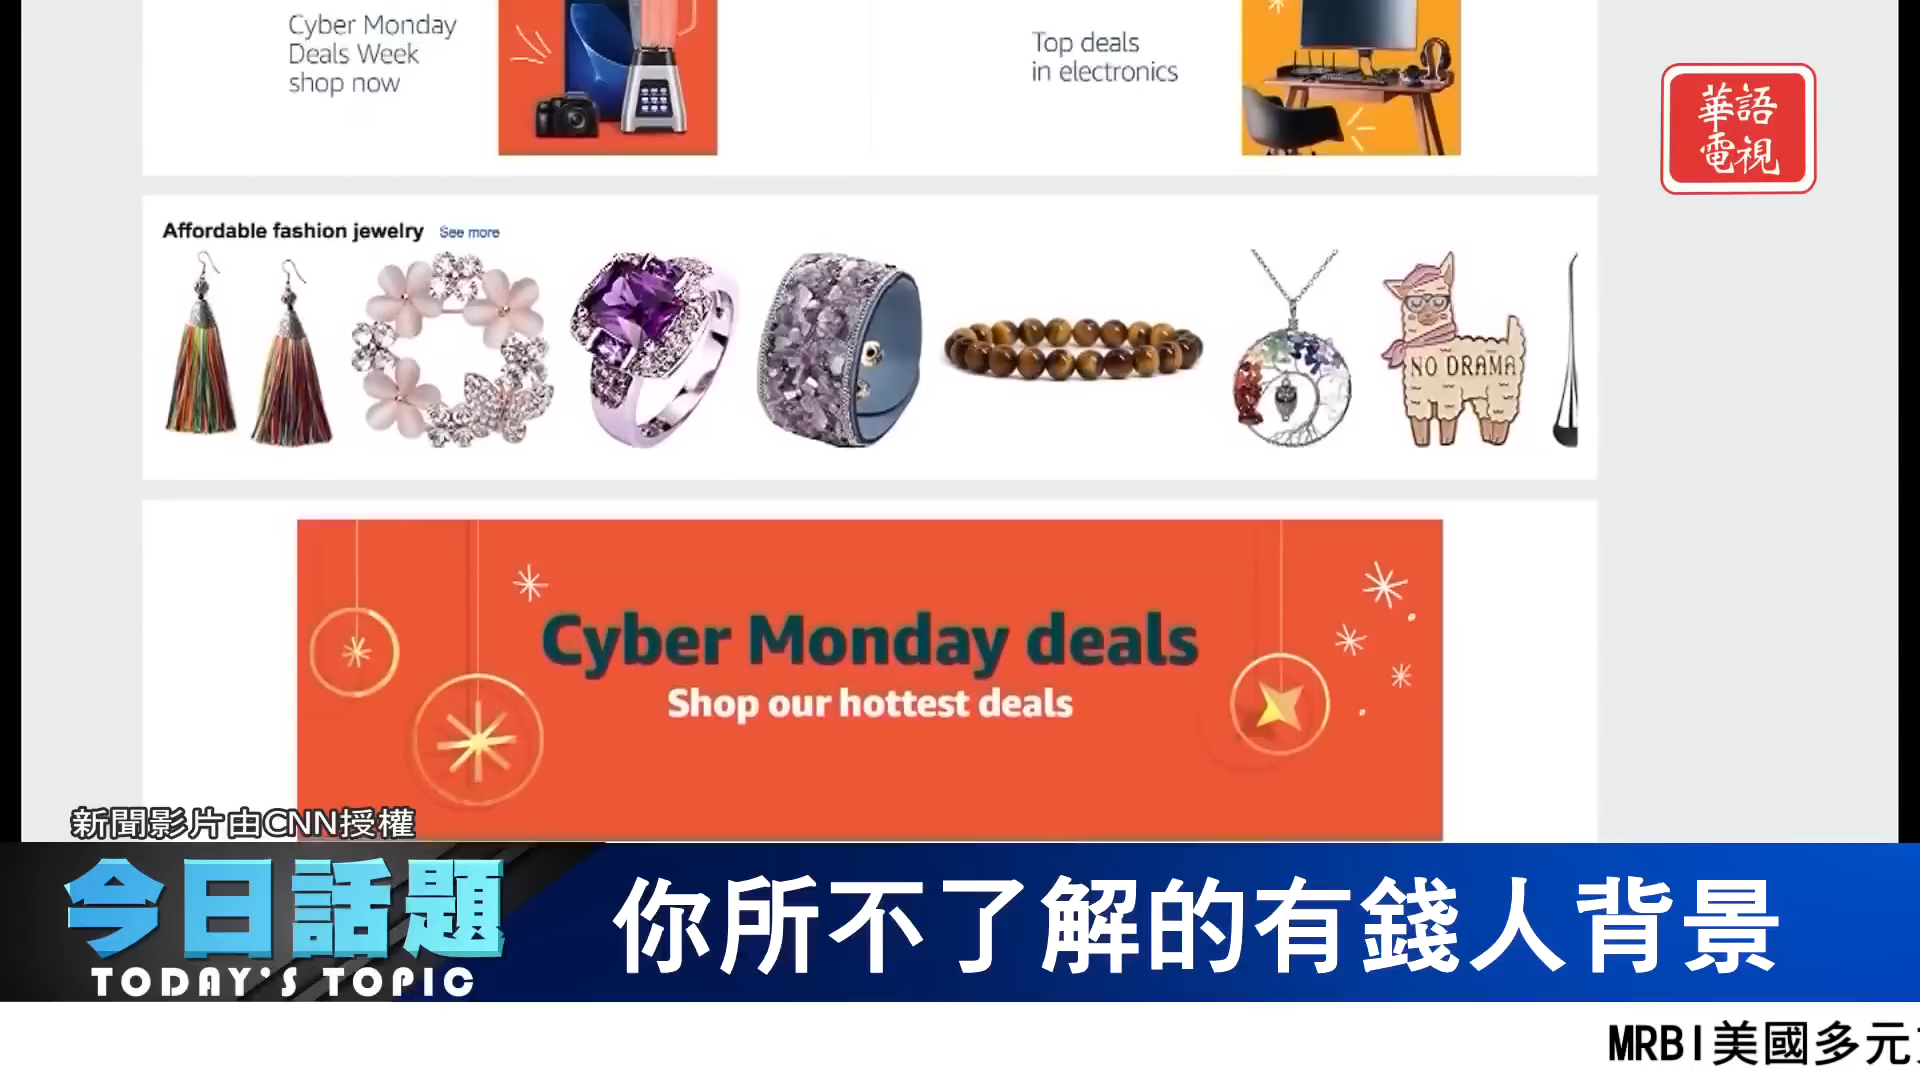 Cyber Monday
Deals Week
shop now
Top deals
in electronics
華語
電視
Affordable fashion jewelry See more
NO DRAMA
Cyber Monday deals
Shop our hottest deals
新聞影片由CNN授權
今日話題
TODAY'S TOPIC
你所不了解的有錢人背景
MRBI美國多元